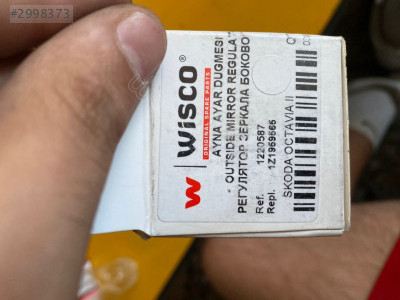 #2998373
WISCO
ORIGINAL SPARE PARTS
AYNA AYAR DUGMESI
OUTSIDE MIRROR REGULA
РЕГУЛЯТОР ЗЕРКАЛА БОКОВО
Ref. 1220587
Repl. 1Z1959565
SKODA OCTAVIA II